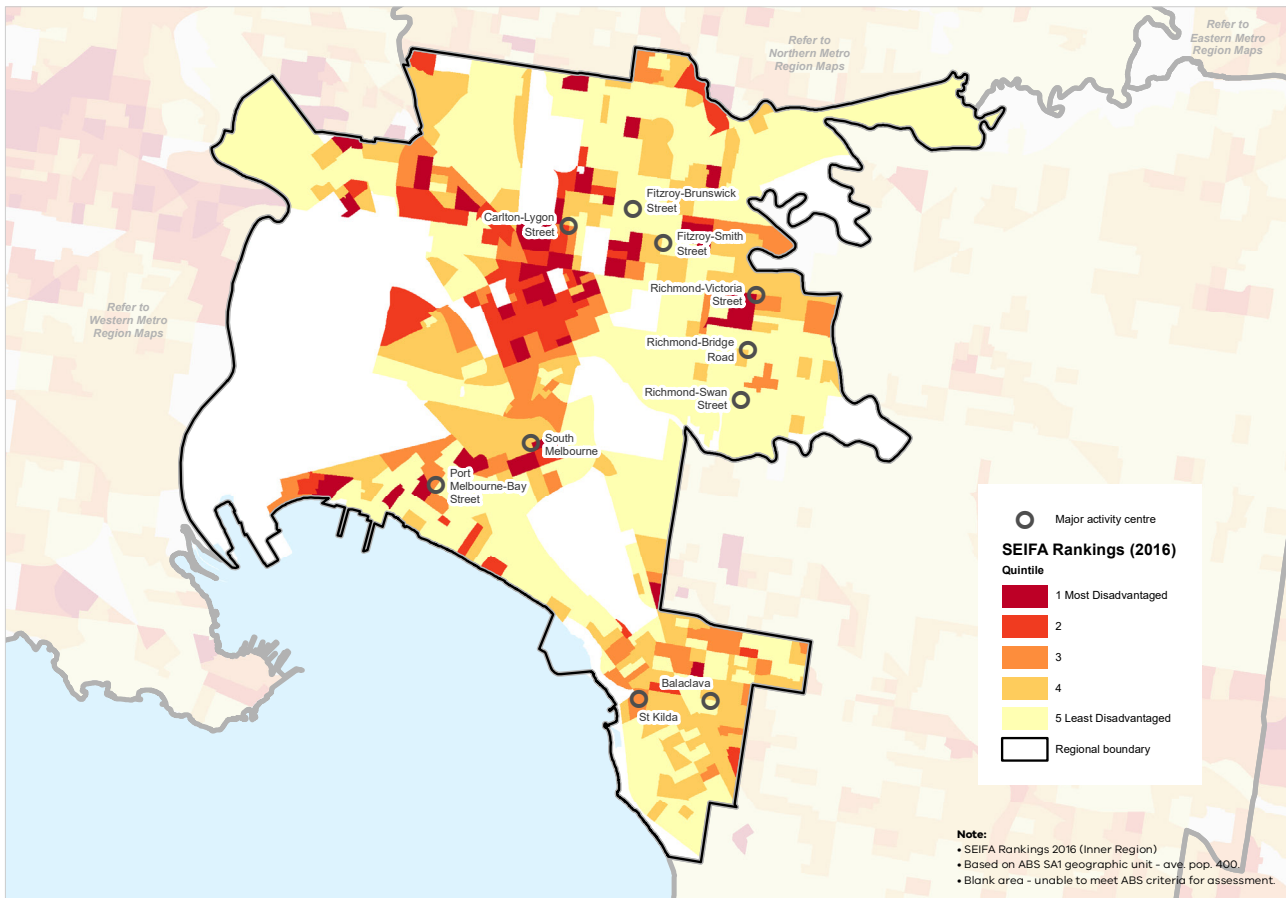 Refer to
Northern Metro
Region Maps
Refer to
Eastern Metro
Region Maps
Refer to
Western Metro
Region Maps
Fitzroy-Brunswick
Street
Carlton-Lygon
Street
Fitzroy-Smith
Street
Richmond-Victoria
Street
Richmond-Bridge
Road
Richmond-Swan
Street
South
Melbourne
Port
Melbourne-Bay
Street
Balaclava
St Kilda
Major activity centre
SEIFA Rankings (2016)
Quintile
1 Most Disadvantaged
2
3
4
5 Least Disadvantaged
Regional boundary
Note:
• SEIFA Rankings 2016 (Inner Region)
• Based on ABS SA1 geographic unit - ave. pop. 400.
• Blank area - unable to meet ABS criteria for assessment.